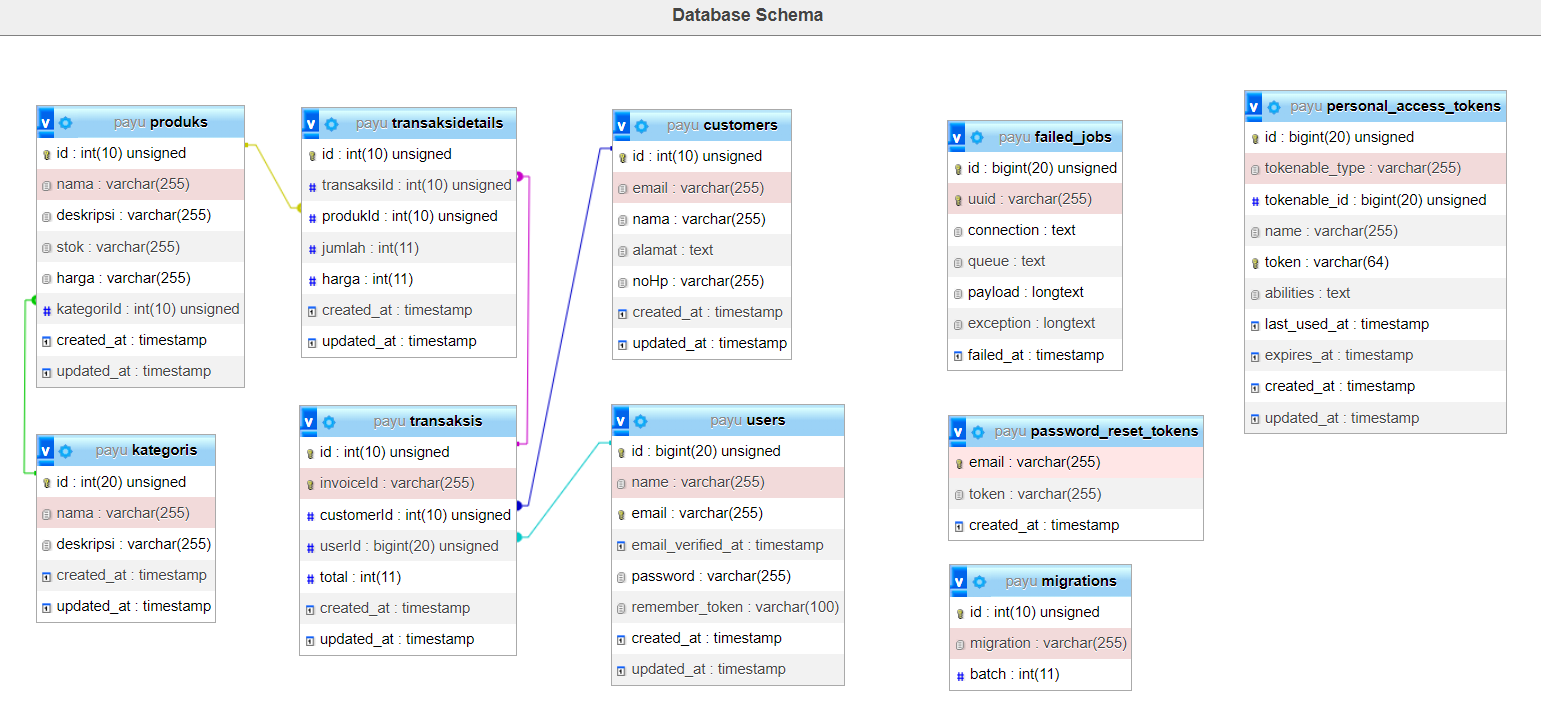 Database Schema
payu produks
id : int(10) unsigned
nama : varchar(255)
deskripsi : varchar(255)
stok : varchar(255)
harga : varchar(255)
kategoriId : int(10) unsigned
created_at : timestamp
updated_at : timestamp
payu kategoris
id : int(20) unsigned
nama : varchar(255)
deskripsi : varchar(255)
created_at : timestamp
updated_at : timestamp
payu transaksidetails
id : int(10) unsigned
transaksiId : int(10) unsigned
produkId : int(10) unsigned
jumlah : int(11)
harga : int(11)
created_at : timestamp
updated_at : timestamp
payu transaksis
id : int(10) unsigned
invoiceId : varchar(255)
customerId : int(10) unsigned
userId : bigint(20) unsigned
total : int(11)
created_at : timestamp
updated_at : timestamp
payu customers
id : int(10) unsigned
email : varchar(255)
nama : varchar(255)
alamat : text
noHp : varchar(255)
created_at : timestamp
updated_at : timestamp
payu users
id : bigint(20) unsigned
name : varchar(255)
email : varchar(255)
email_verified_at : timestamp
password : varchar(255)
remember_token : varchar(100)
created_at : timestamp
updated_at : timestamp
payu failed_jobs
id : bigint(20) unsigned
uuid : varchar(255)
connection : text
queue : text
payload : longtext
exception : longtext
failed_at : timestamp
payu password_reset_tokens
email : varchar(255)
token : varchar(255)
created_at : timestamp
payu migrations
id : int(10) unsigned
migration : varchar(255)
batch : int(11)
payu personal_access_tokens
id : bigint(20) unsigned
tokenable_type : varchar(255)
tokenable_id : bigint(20) unsigned
name : varchar(255)
token : varchar(64)
abilities : text
last_used_at : timestamp
expires_at : timestamp
created_at : timestamp
updated_at : timestamp